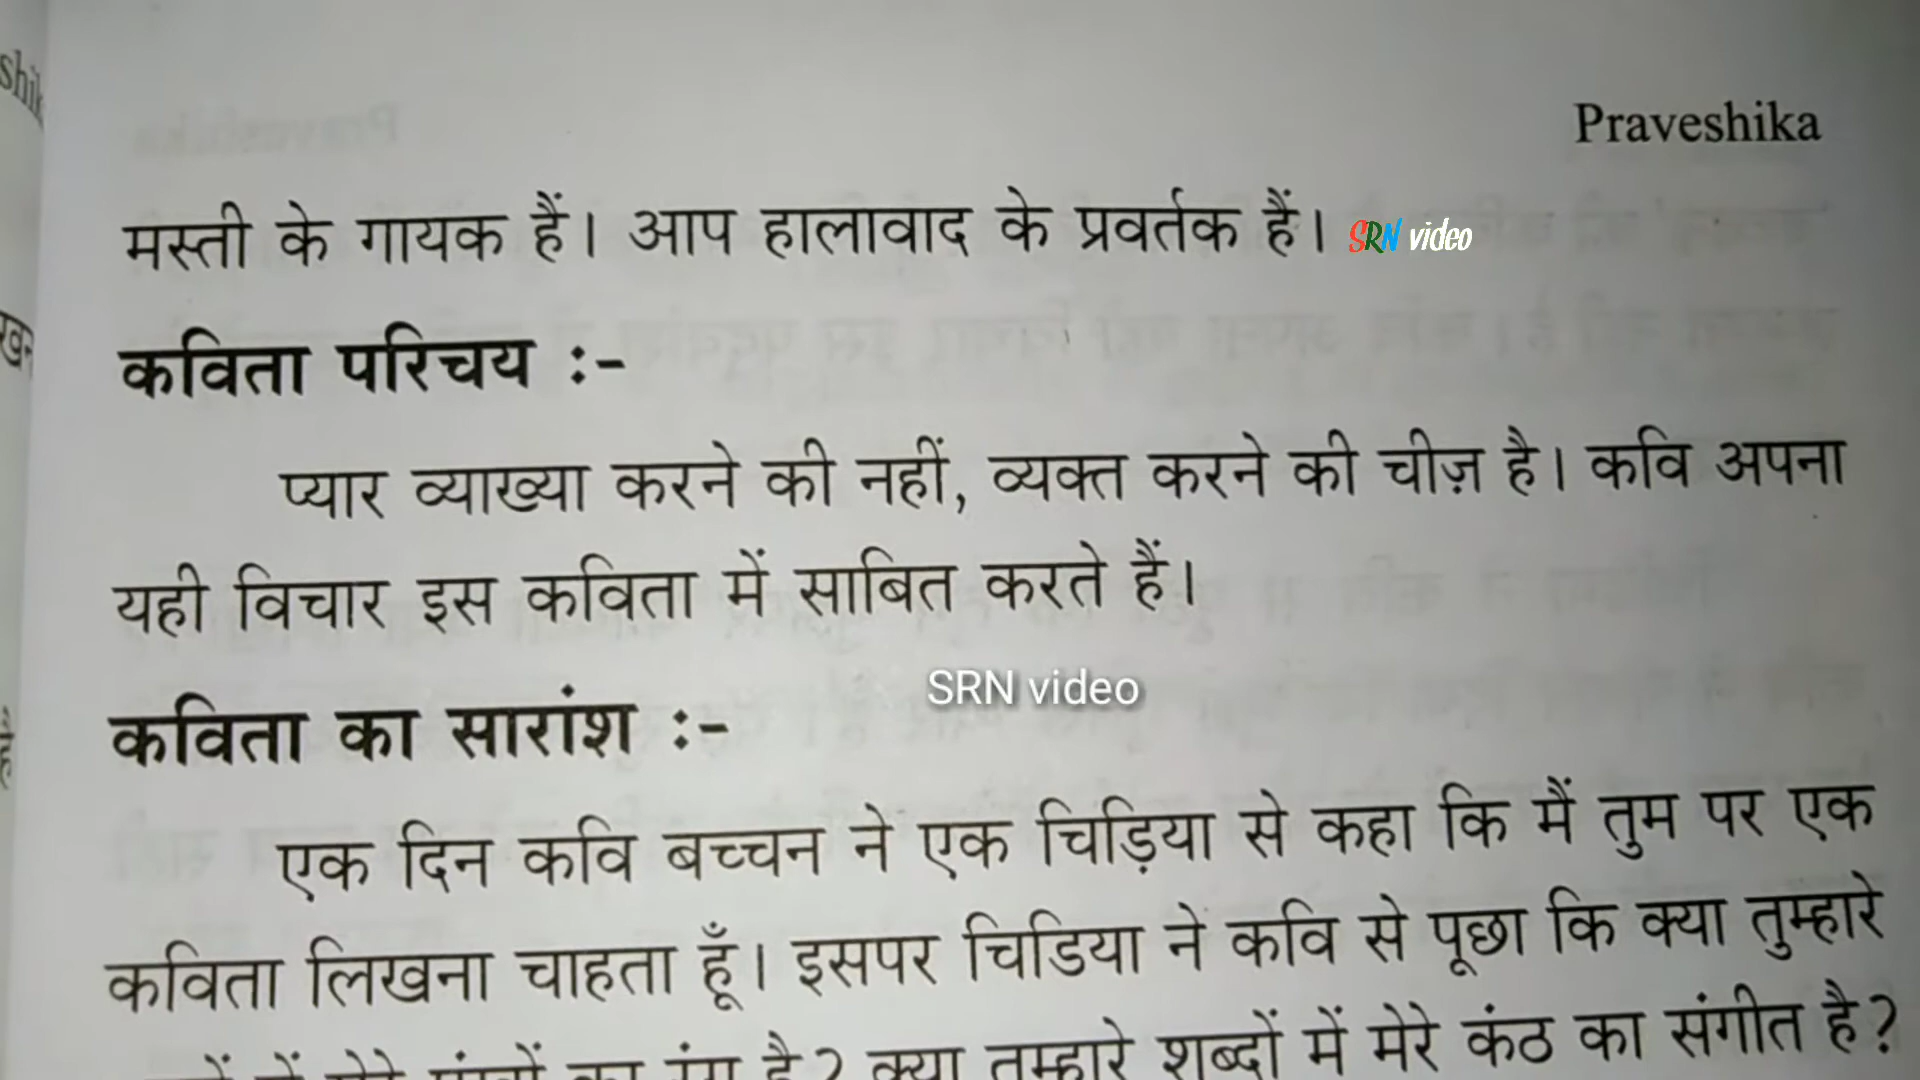 Praveshika
मस्ती के गायक हैं। आप हालावाद के प्रवर्तक हैं। SRN video
कविता परिचय :-
प्यार व्याख्या करने की नहीं, व्यक्त करने की चीज़ है। कवि अपना
यही विचार इस कविता में साबित करते हैं।
SRN video
कविता का सारांश :-
एक दिन कवि बच्चन ने एक चिड़िया से कहा कि मैं तुम पर एक
कविता लिखना चाहता हूँ। इसपर चिडिया ने कवि से पूछा कि क्या तुम्हारे
में मेरे पंखों का रंग है? क्या तुम्हारे शब्दों में मेरे कंठ का संगीत है?